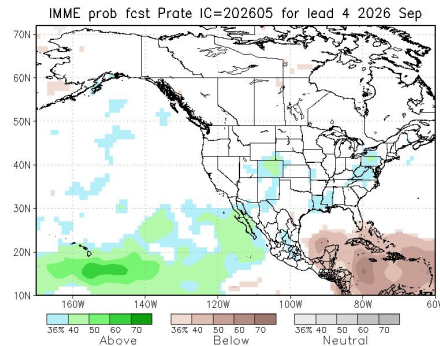 IMME prob fcst Prate IC=202605 for lead 4 2026 Sep
70N
60N
50N
40N
30N
20N
10N
160W 140W 120W 100W 80W 60W
36% 40 50 60 70 36% 40 50 60 70 36% 40 50 60 70
Above Below Neutral